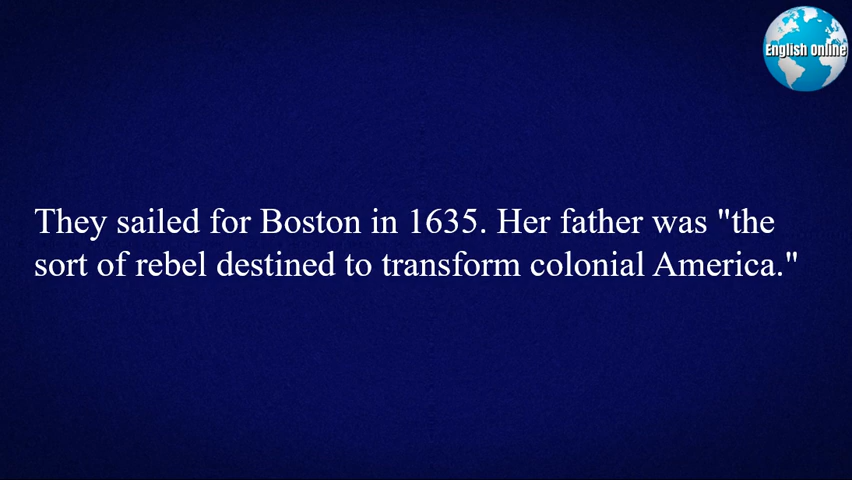 English Online
They sailed for Boston in 1635. Her father was "the
sort of rebel destined to transform colonial America."